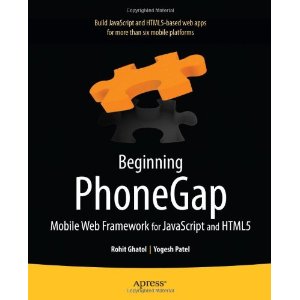 Build JavaScript and HTML5-based web apps
for more than six mobile platforms
Beginning
PhoneGap
Mobile Web Framework for JavaScript and HTML5
Rohit Ghatol | Yogesh Patel
Apress®